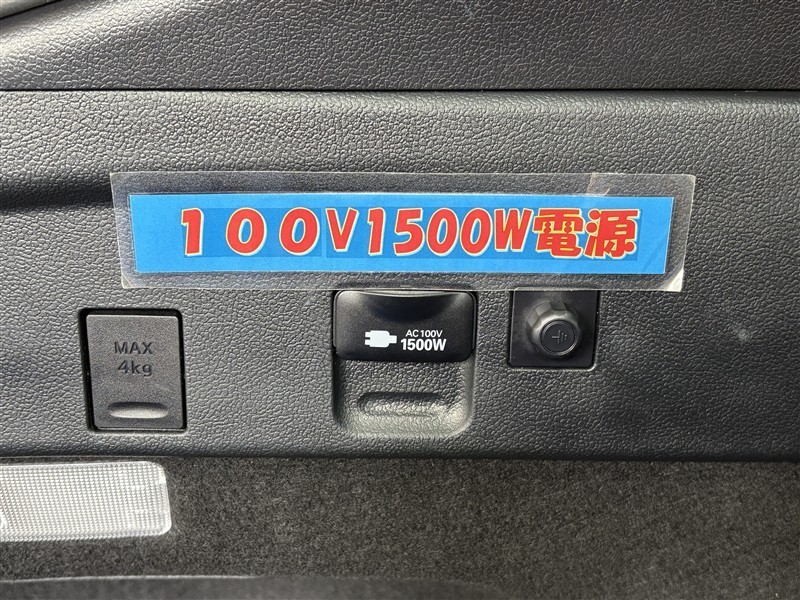 １００V1500W電源
MAX
4kg
AC100V
1500W